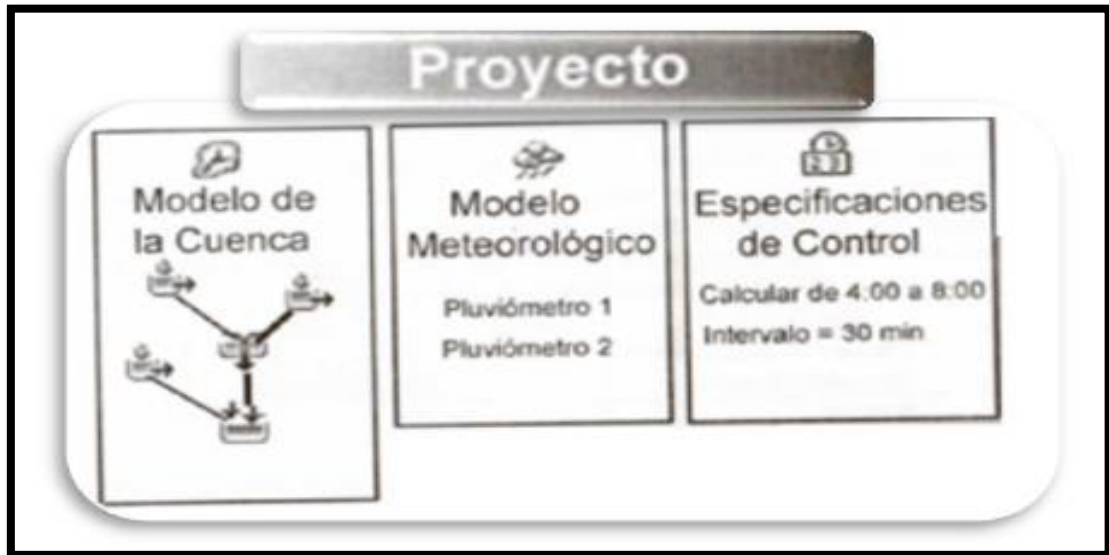 Proyecto
Modelo de
la Cuenca
Modelo
Meteorológico
Pluviómetro 1
Pluviómetro 2
Especificaciones
de Control
Calcular de 4:00 a 8:00
Intervalo = 30 min